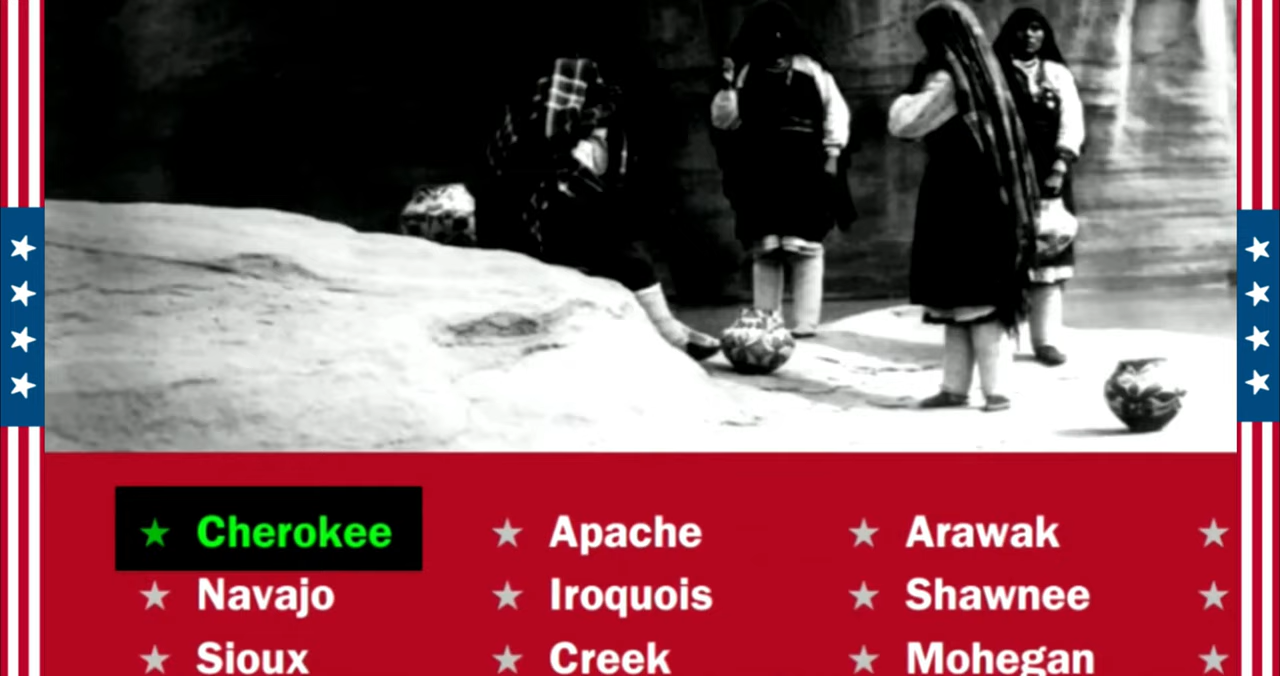 ★ Cherokee ★ Apache ★ Arawak ★
★ Navajo ★ Iroquois ★ Shawnee ★
★ Sioux ★ Creek ★ Mohegan ★